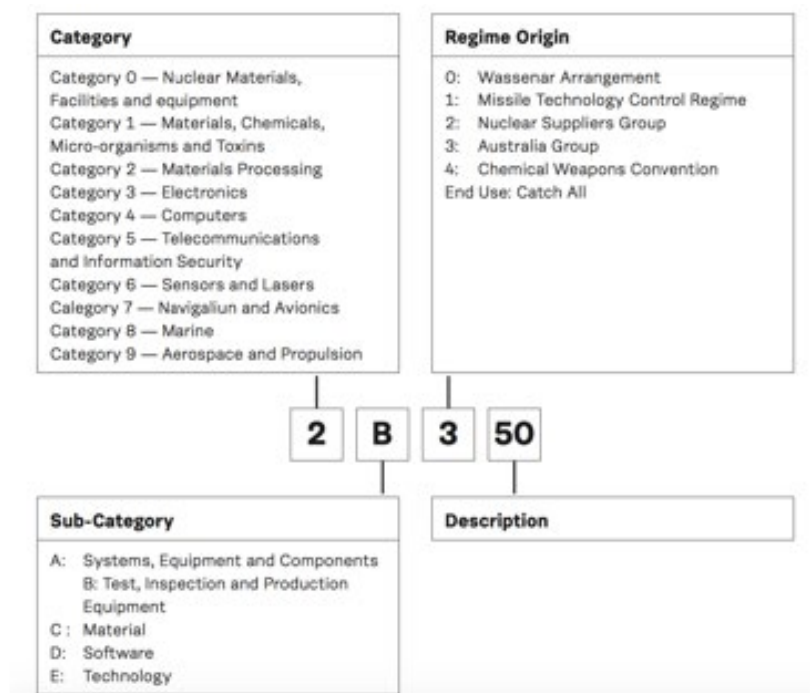 Category
Category 0 — Nuclear Materials,
Facilities and equipment
Category 1 — Materials, Chemicals,
Micro-organisms and Toxins
Category 2 — Materials Processing
Category 3 — Electronics
Category 4 — Computers
Category 5 — Telecommunications
and Information Security
Category 6 — Sensors and Lasers
Calegory 7 — Navigaliun and Avionics
Category 8 — Marine
Category 9 — Aerospace and Propulsion
Regime Origin
0: Wassenar Arrangement
1: Missile Technology Control Regime
2: Nuclear Suppliers Group
3: Australia Group
4: Chemical Weapons Convention
End Use: Catch All
2 B 3 50
Sub-Category
A: Systems, Equipment and Components
B: Test, Inspection and Production
Equipment
C : Material
D: Software
E: Technology
Description